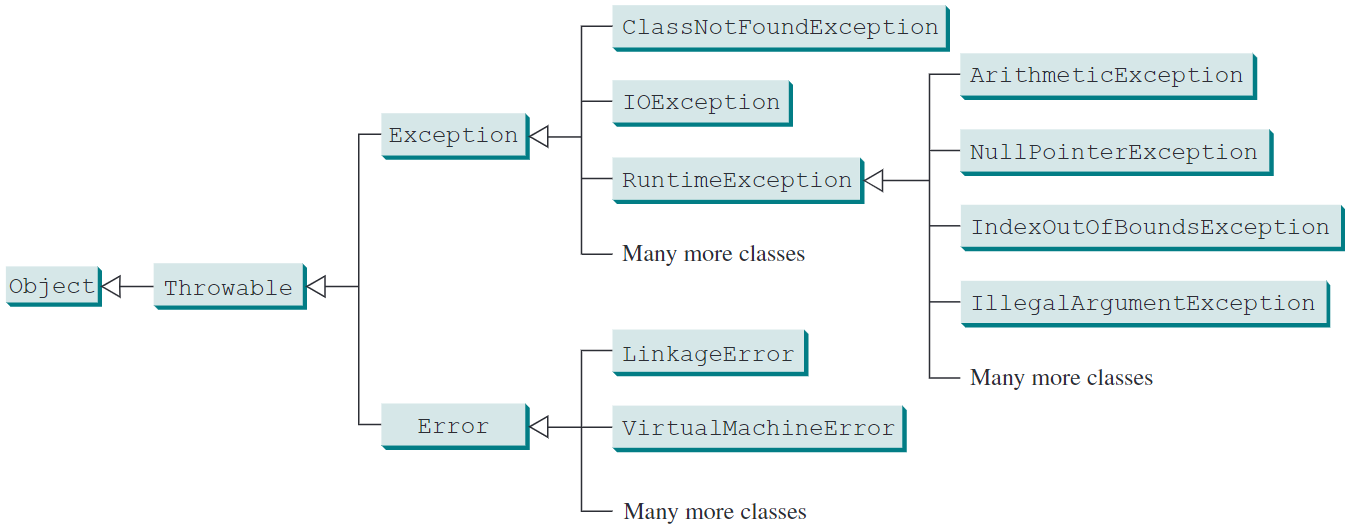 Object
Throwable
Exception
ClassNotFoundException
IOException
RuntimeException
Many more classes
ArithmeticException
NullPointerException
IndexOutOfBoundsException
IllegalArgumentException
Many more classes
Error
LinkageError
VirtualMachineError
Many more classes